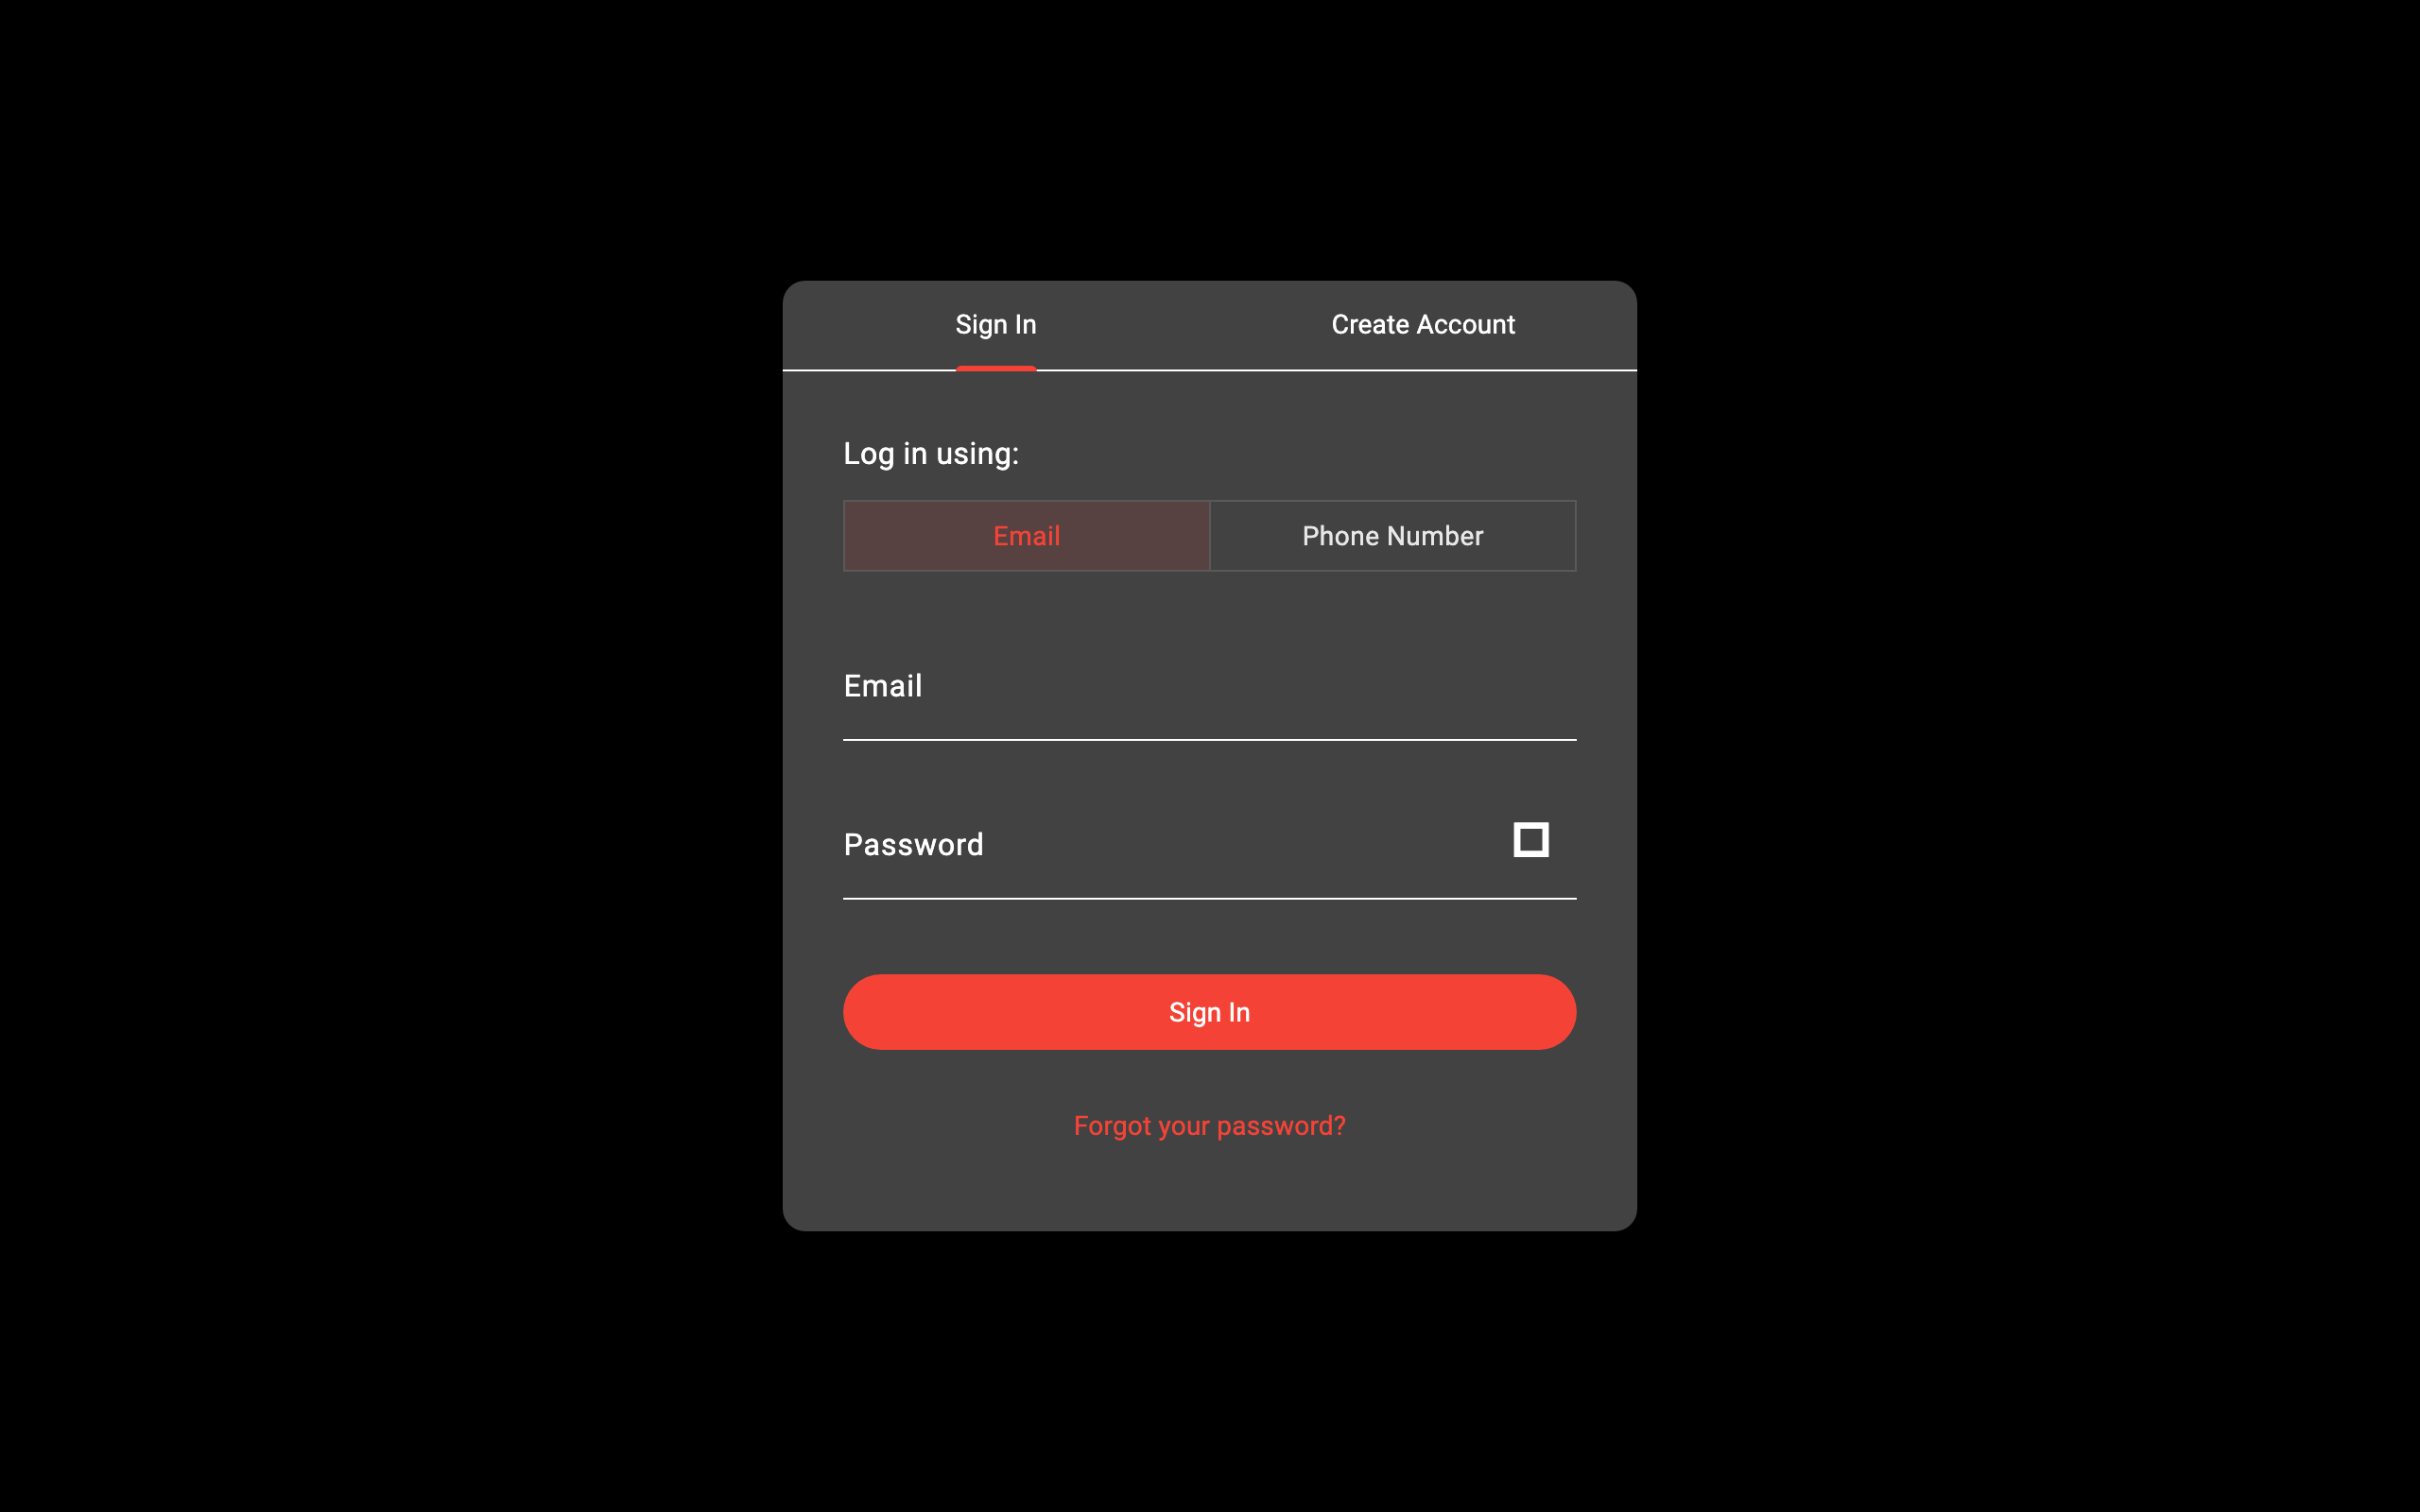 Sign In
Create Account
Log in using:
Email
Phone Number
Email
Password
Sign In
Forgot your password?